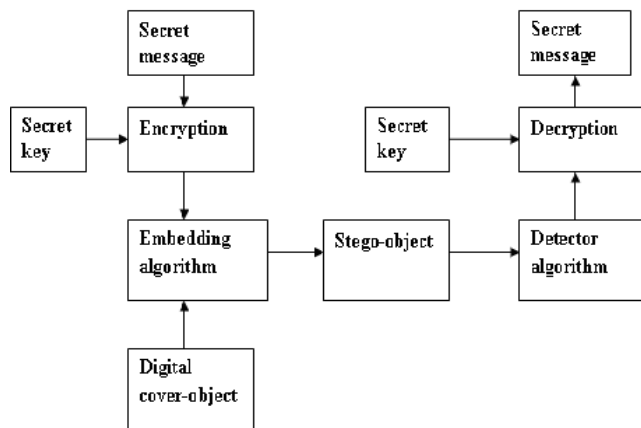 Secret
message
Secret
message
Secret
key
Encryption
Secret
key
Decryption
Embedding
algorithm
Stego-object
Detector
algorithm
Digital
cover-object